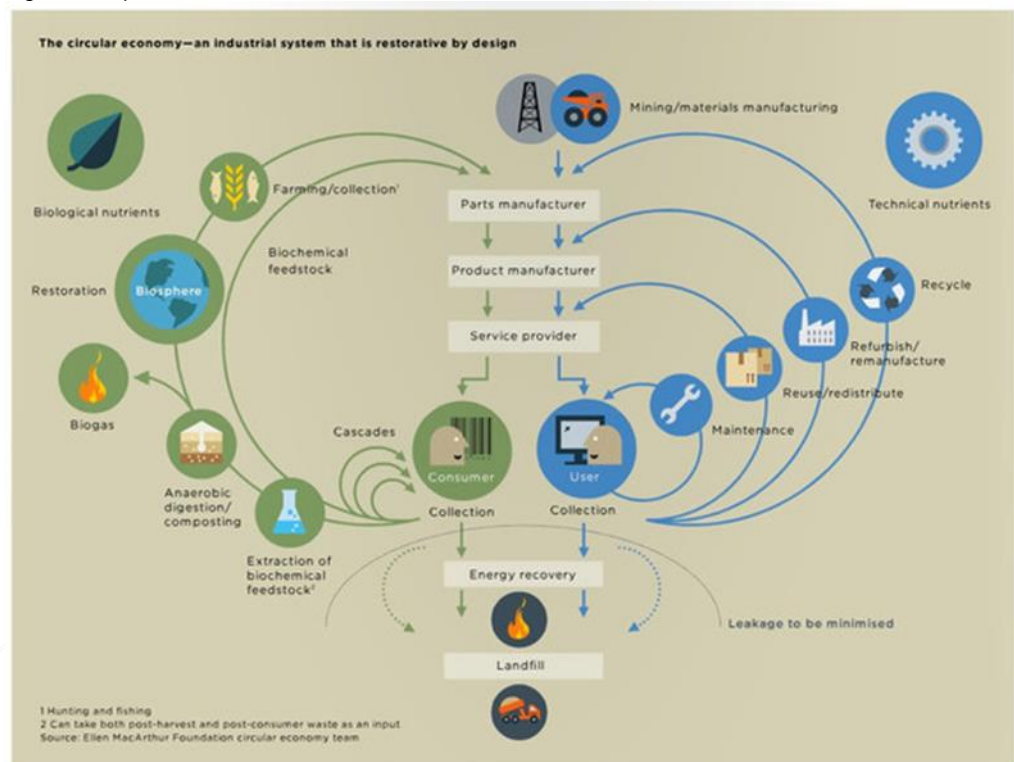 The circular economy—an industrial system that is restorative by design
Mining/materials manufacturing
Biological nutrients
Farming/collection¹
Parts manufacturer
Technical nutrients
Biochemical
feedstock
Product manufacturer
Restoration
Biosphere
Recycle
Service provider
Refurbish/
remanufacture
Biogas
Reuse/redistribute
Cascades
Maintenance
Consumer
User
Collection
Collection
Anaerobic
digestion/
composting
Extraction of
biochemical
feedstock²
Energy recovery
Leakage to be minimised
Landfill
1 Hunting and fishing
2 Can take both post-harvest and post-consumer waste as an input
Source: Ellen MacArthur Foundation circular economy team